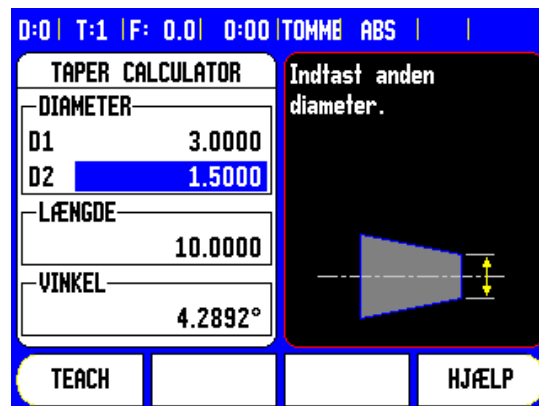 D:0 | T:1 | F: 0.0 | 0:00 | TOMME ABS | |
TAPER CALCULATOR
DIAMETER
D1 3.0000
D2 1.5000
LÆNGDE
10.0000
VINKEL
4.2892°
Indtast anden
diameter.
TEACH
HJÆLP